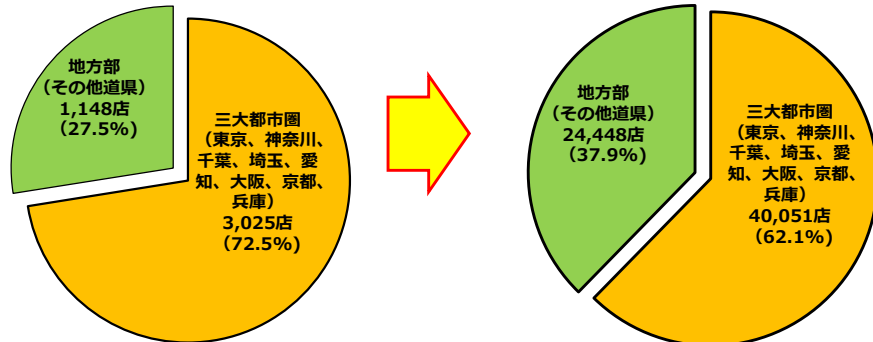 地方部
（その他道県）
1,148店
（27.5%）
三大都市圏
（東京、神奈川、
千葉、埼玉、愛
知、大阪、京都、
兵庫）
3,025店
（72.5%）
地方部
（その他道県）
24,448店
（37.9%）
三大都市圏
（東京、神奈川、
千葉、埼玉、愛
知、大阪、京都、
兵庫）
40,051店
（62.1%）